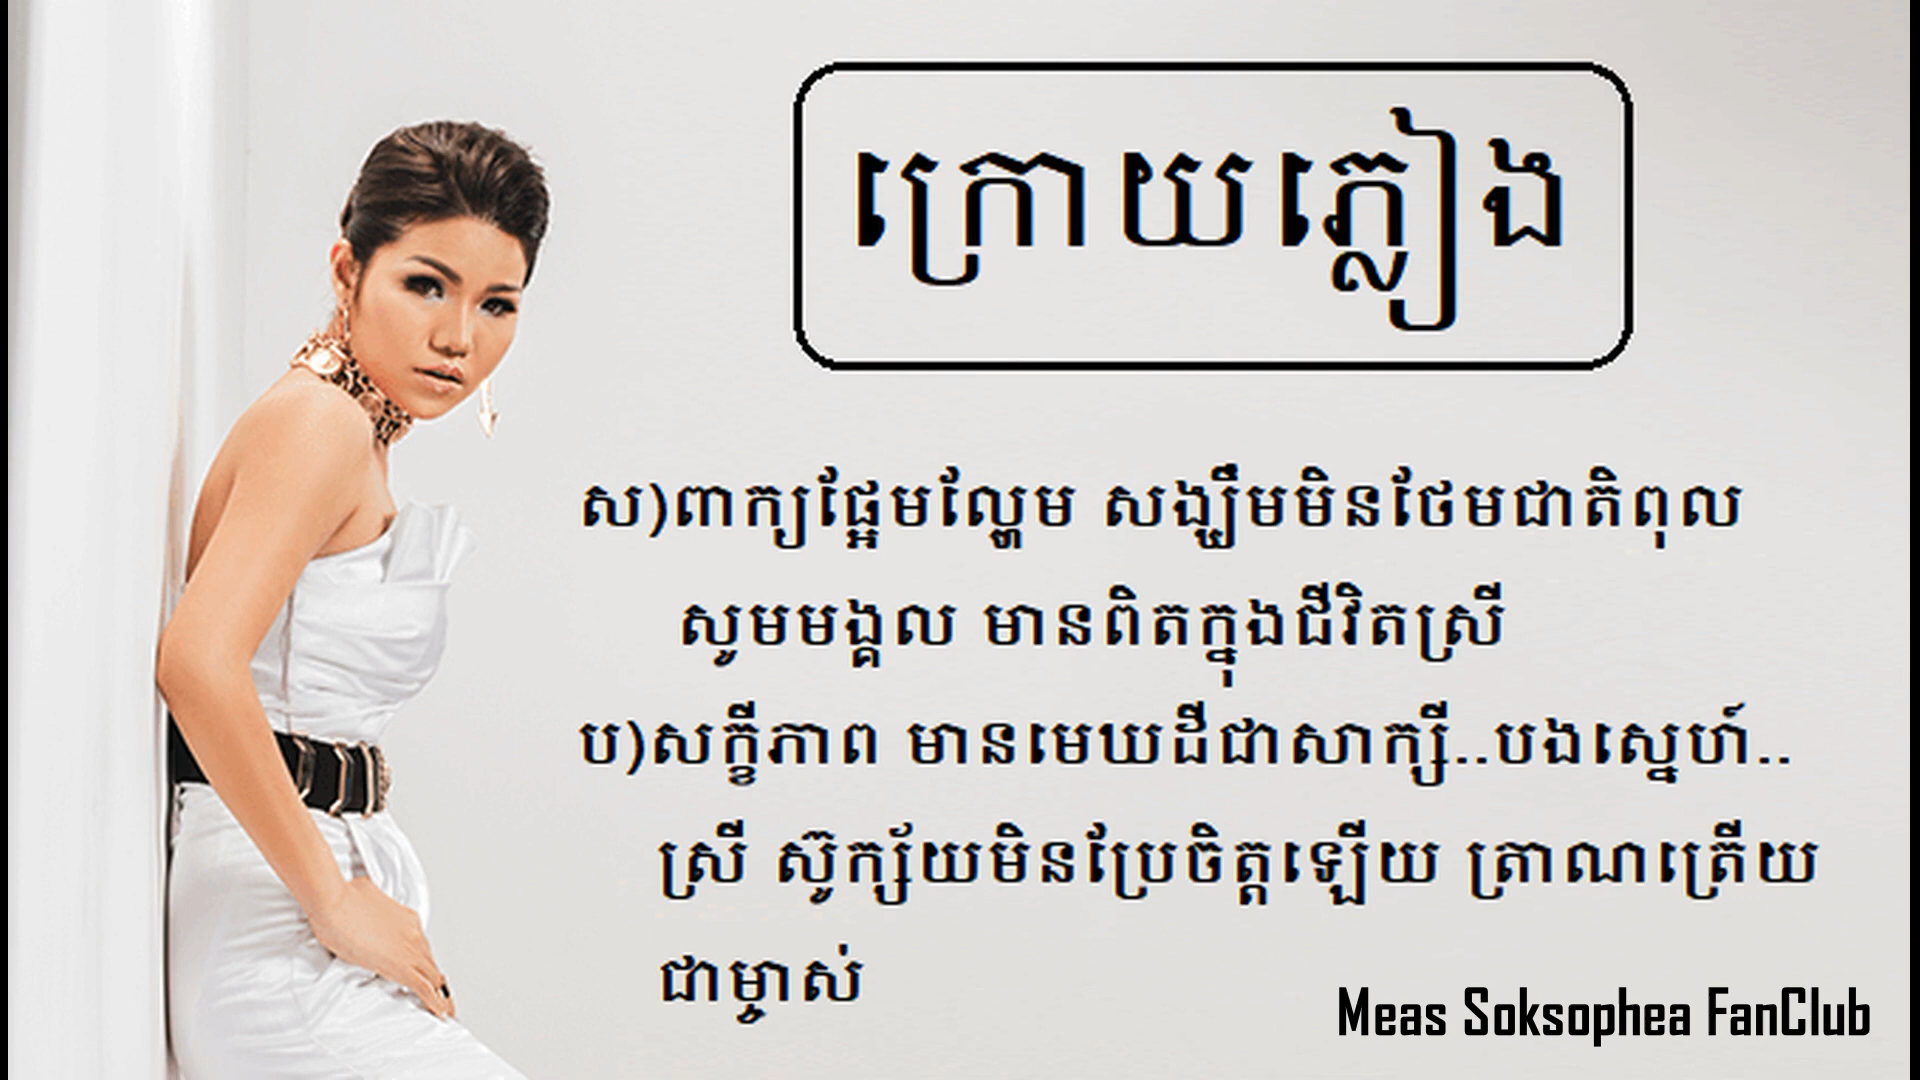 ក្រោយភ្លៀង
ស)ពាក្យផ្អែមល្ហែម សង្ឃឹមមិនថែមជាតិពុល
សូមមង្គល មានពិតក្នុងជីវិតស្រី
ប)សក្ខីភាព មានមេឃដីជាសាក្សី..បងស្នេហ៍..
ស្រី ស៊ូក្ស័យមិនប្រែចិត្តឡើយ ត្រាណត្រើយ
ជាម្ចាស់
Meas Soksophea FanClub